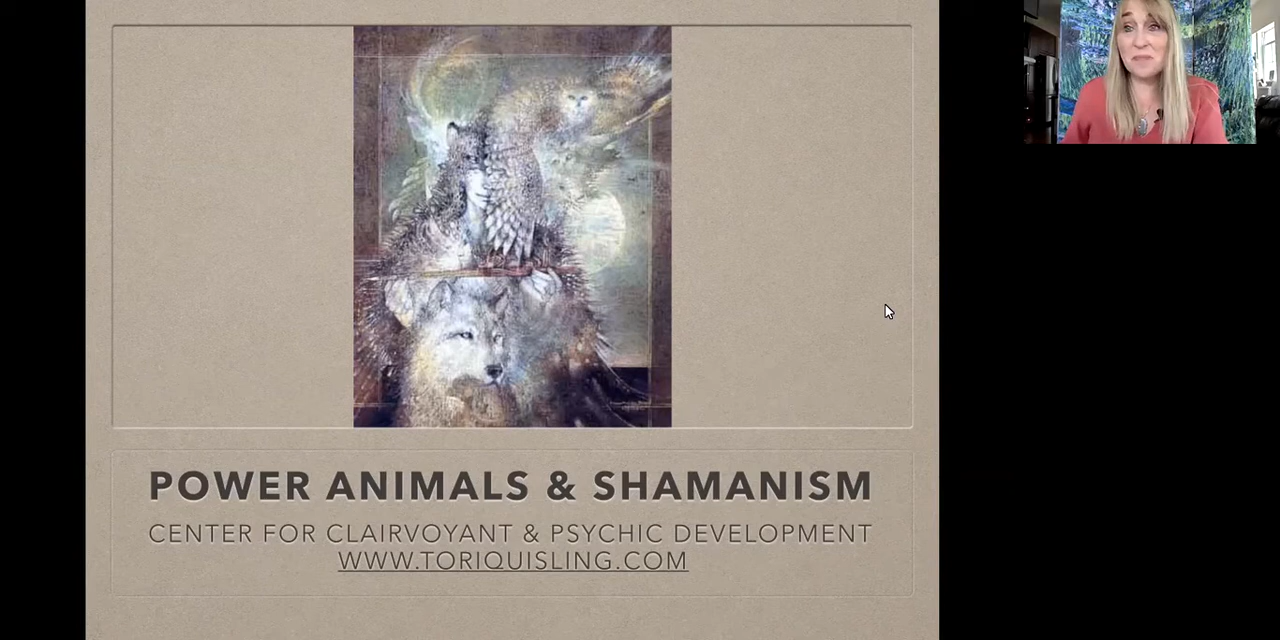 POWER ANIMALS & SHAMANISM
CENTER FOR CLAIRVOYANT & PSYCHIC DEVELOPMENT
WWW.TORIQUISLING.COM